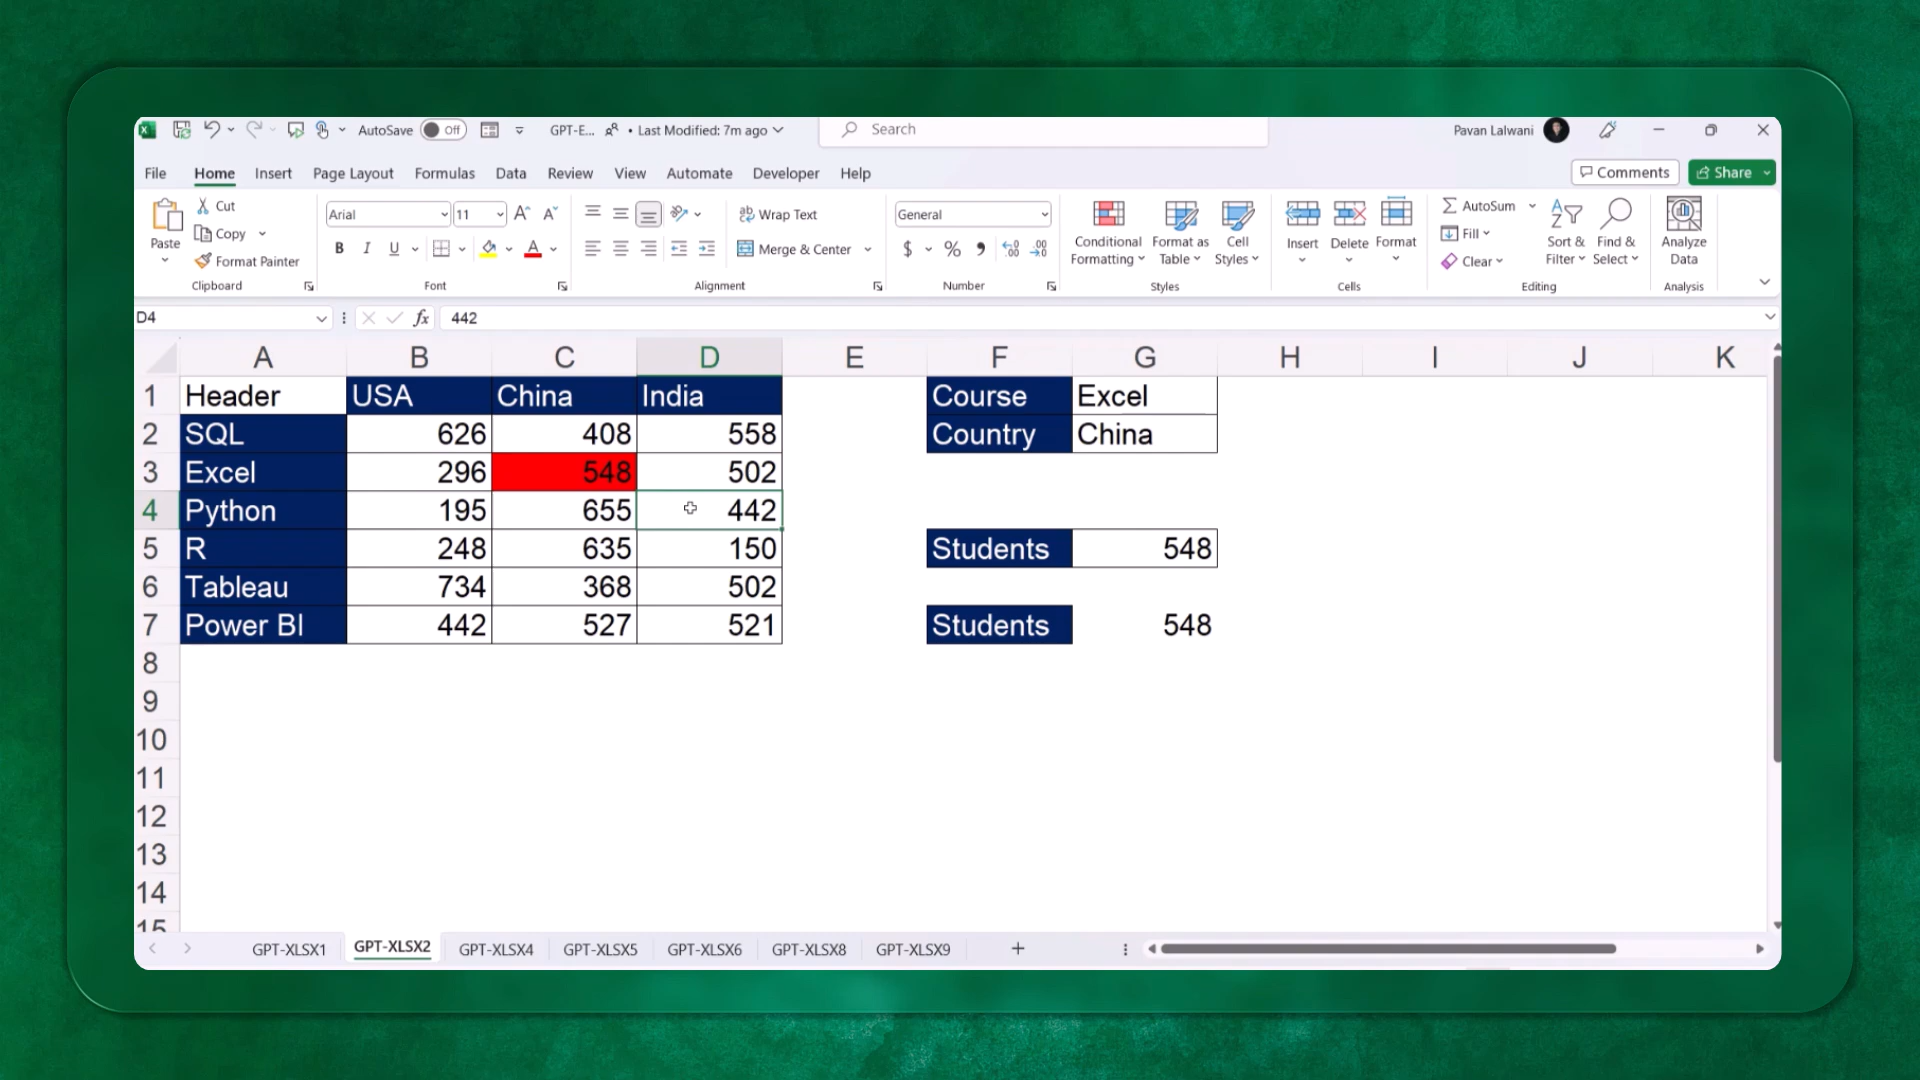 AutoSave Off GPT-E... • Last Modified: 7m ago Search Pavan Lalwani
File Home Insert Page Layout Formulas Data Review View Automate Developer Help Comments Share
Paste Cut Copy Format Painter
Clipboard
Arial 11
B I U A
Font
ab Wrap Text
Merge & Center
Alignment
General
$ % , .00 .00
Number
Conditional Formatting Format as Table Cell Styles
Styles
Insert Delete Format
Cells
AutoSum Fill Clear Sort & Filter Find & Select
Editing
Analyze Data
Analysis
D4 fx 442
A B C D E F G H I J K
1 Header USA China India Course Excel
2 SQL 626 408 558 Country China
3 Excel 296 548 502
4 Python 195 655 442
5 R 248 635 150 Students 548
6 Tableau 734 368 502
7 Power BI 442 527 521 Students 548
8
9
10
11
12
13
14
15
GPT-XLSX1 GPT-XLSX2 GPT-XLSX4 GPT-XLSX5 GPT-XLSX6 GPT-XLSX8 GPT-XLSX9 +